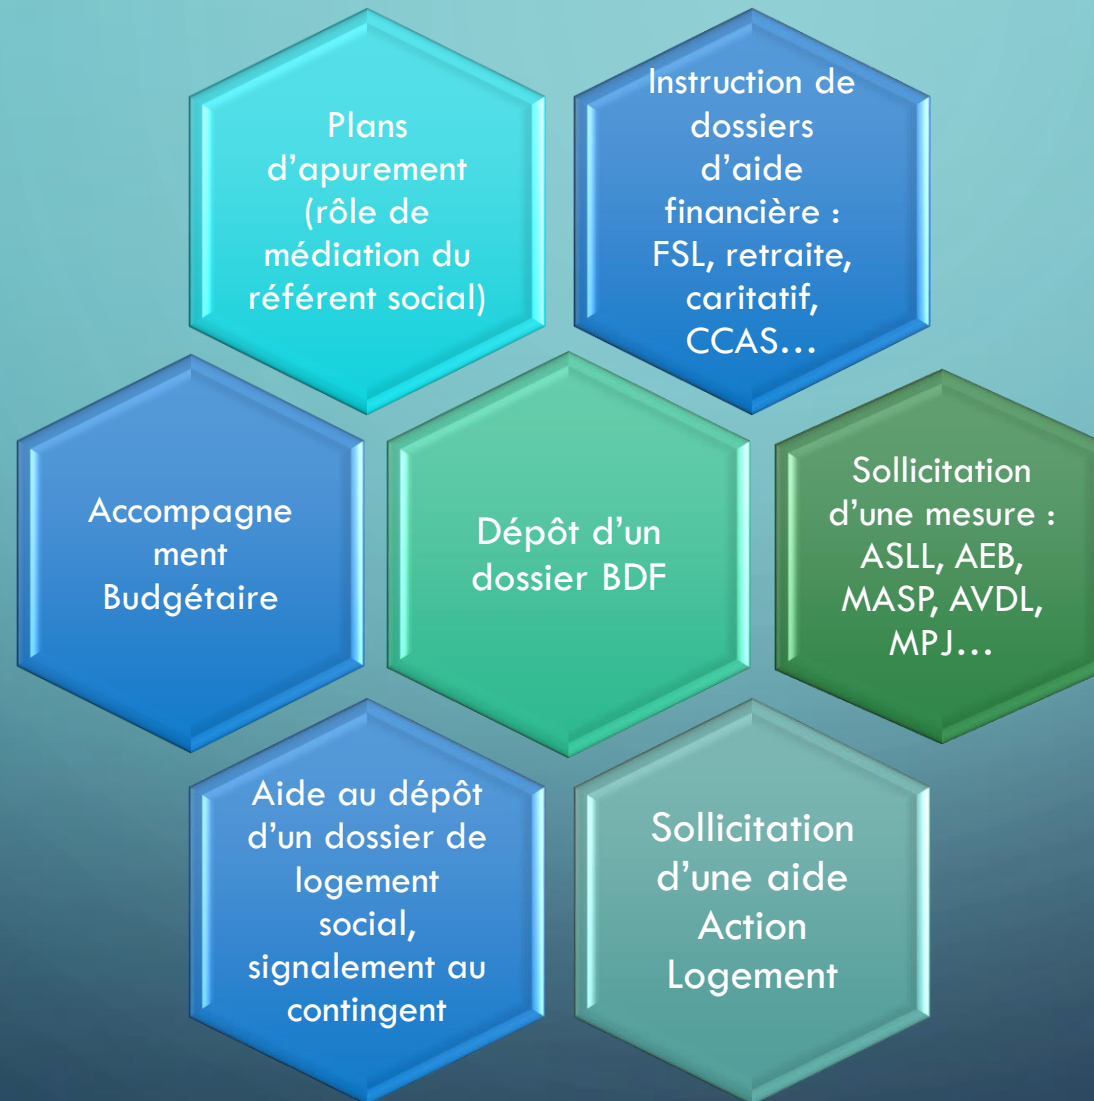 Plans
d'apurement
(rôle de
médiation du
référent social)
Instruction de
dossiers
d'aide
financière :
FSL, retraite,
caritatif,
CCAS…
Accompagne
ment
Budgétaire
Dépôt d'un
dossier BDF
Sollicitation
d'une mesure :
ASLL, AEB,
MASP, AVDL,
MPJ…
Aide au dépôt
d'un dossier de
logement
social,
signalement au
contingent
Sollicitation
d'une aide
Action
Logement